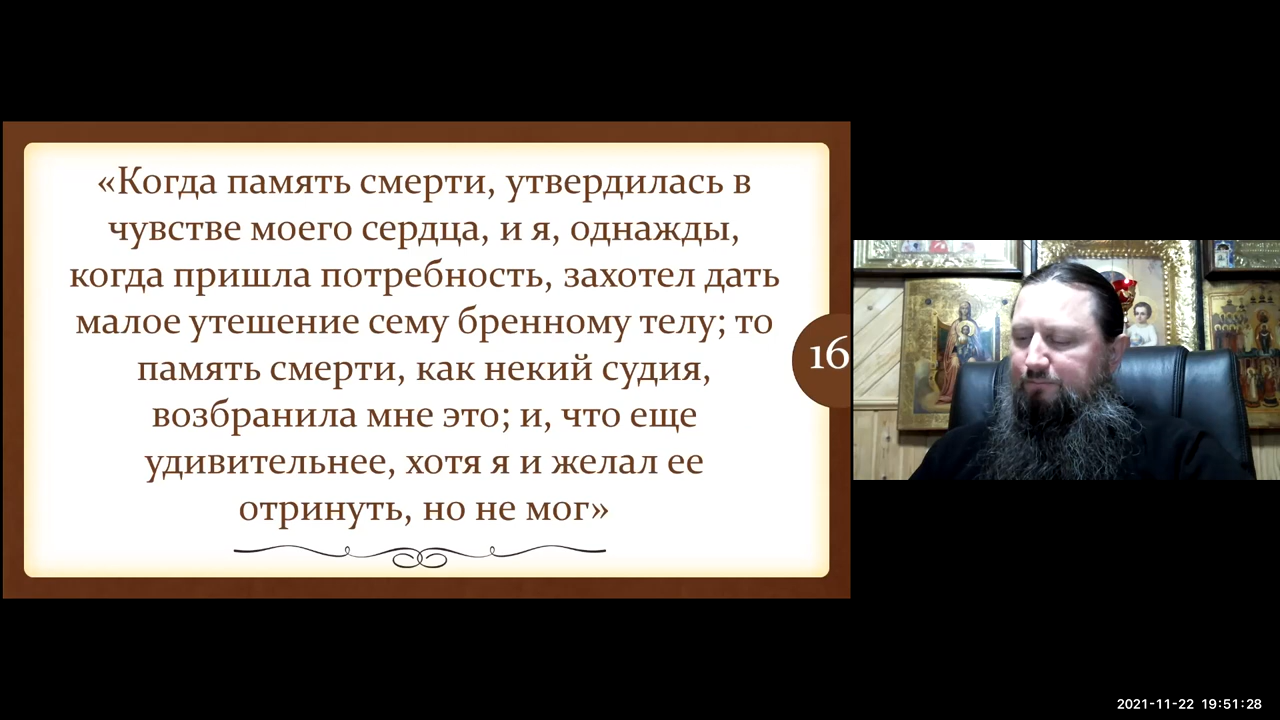 «Когда память смерти, утвердилась в
чувстве моего сердца, и я, однажды,
когда пришла потребность, захотел дать
малое утешение сему бренному телу; то
память смерти, как некий судия,
возбранила мне это; и, что еще
удивительнее, хотя я и желал ее
отринуть, но не мог»
16
2021-11-22 19:51:28